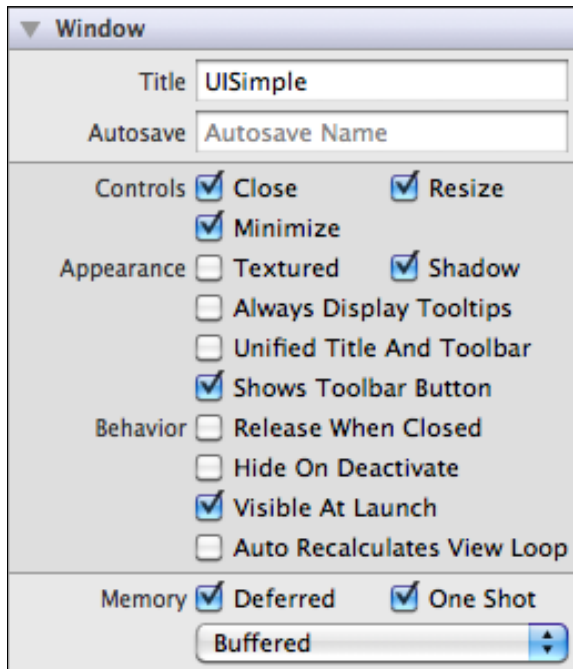 Window
Title UISimple
Autosave Autosave Name
Controls Close Resize
Minimize
Appearance Textured Shadow
Always Display Tooltips
Unified Title And Toolbar
Shows Toolbar Button
Behavior Release When Closed
Hide On Deactivate
Visible At Launch
Auto Recalculates View Loop
Memory Deferred One Shot
Buffered